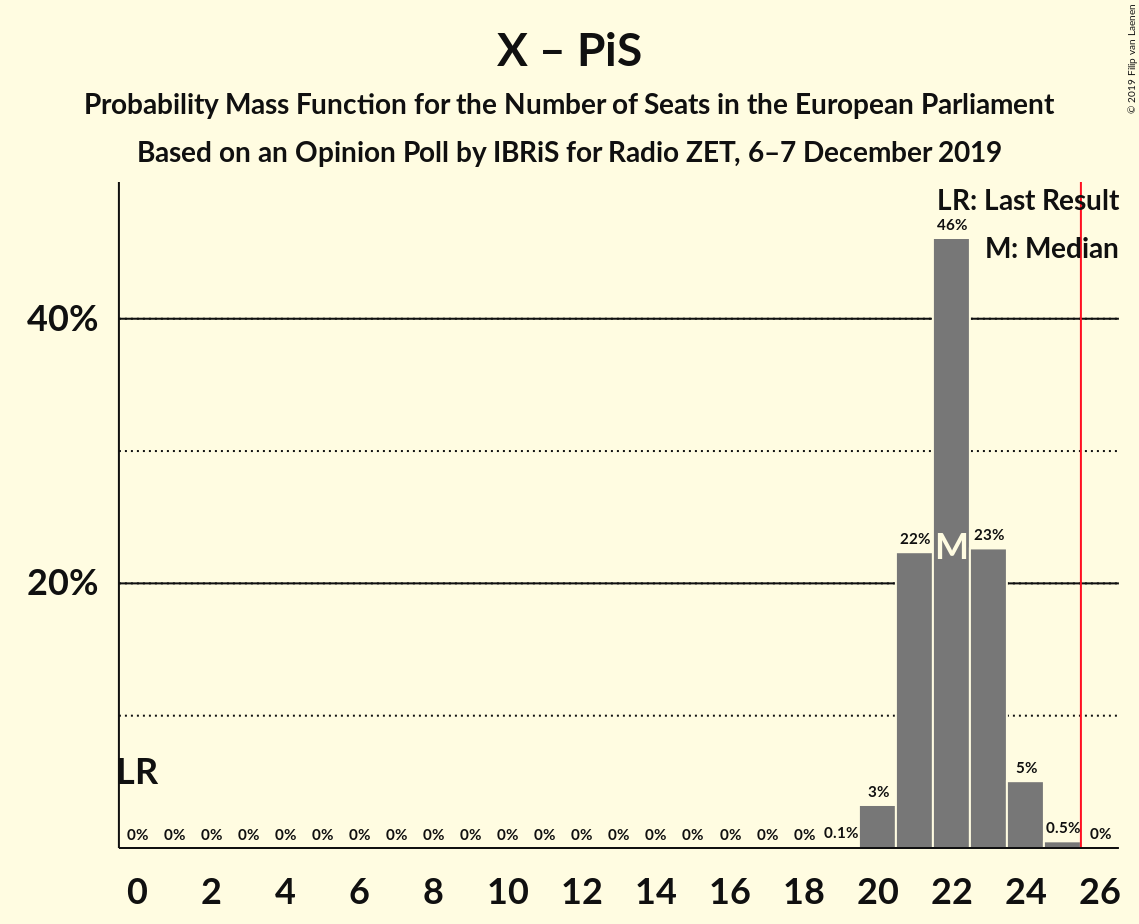 X – PiS
Probability Mass Function for the Number of Seats in the European Parliament
Based on an Opinion Poll by IBRiS for Radio ZET, 6–7 December 2019
© 2019 Filip van Laenen
LR: Last Result
M: Median
46%
40%
22% M 23%
20%
LR
0% 0% 0% 0% 0% 0% 0% 0% 0% 0% 0% 0% 0% 0% 0% 0% 0% 0% 0% 0.1% 3% 5% 0.5% 0%
0 2 4 6 8 10 12 14 16 18 20 22 24 26